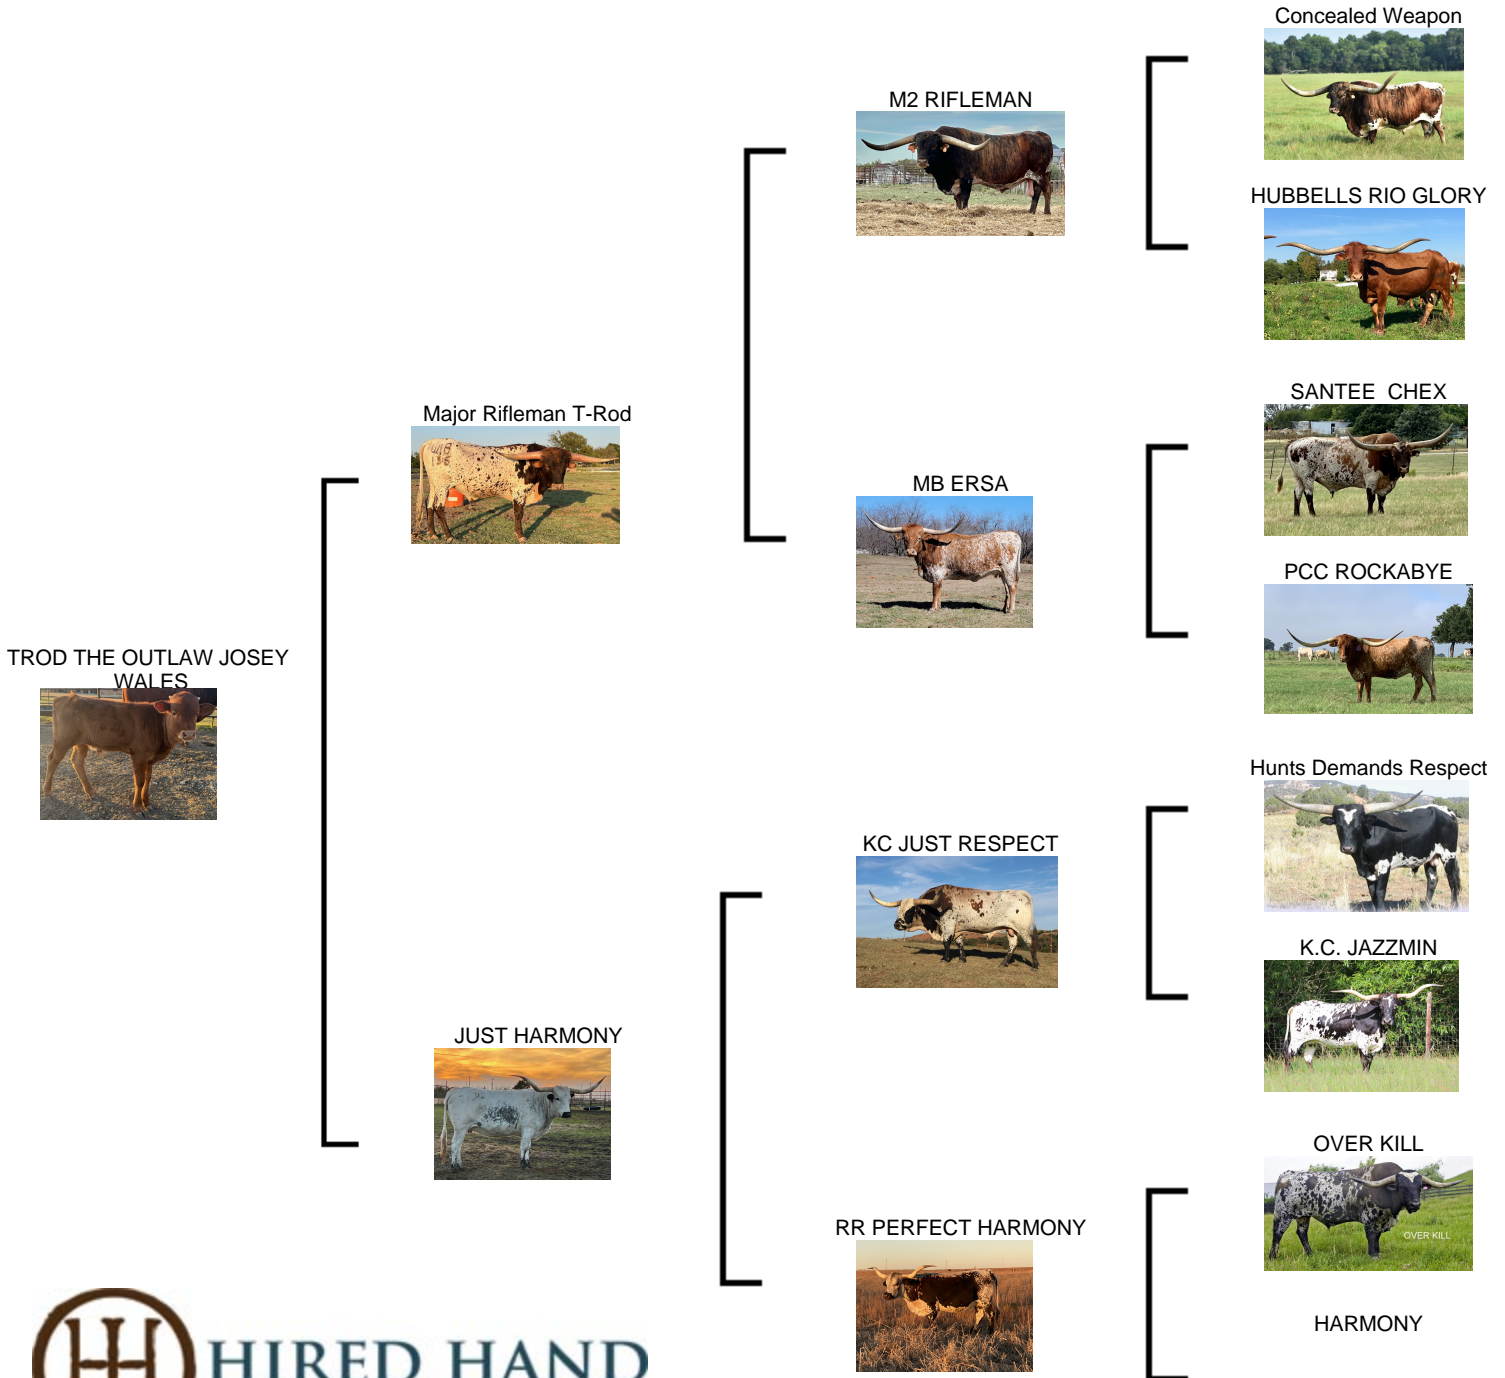 Concealed Weapon
M2 RIFLEMAN
HUBBELLS RIO GLORY
SANTEE  CHEX
Major Rifleman T-Rod
MB ERSA
PCC ROCKABYE
TROD THE OUTLAW JOSEY
WALES
Hunts Demands Respect
KC JUST RESPECT
K.C. JAZZMIN
JUST HARMONY
OVER KILL
OVER KILL
RR PERFECT HARMONY
HARMONY
HIRED HAND